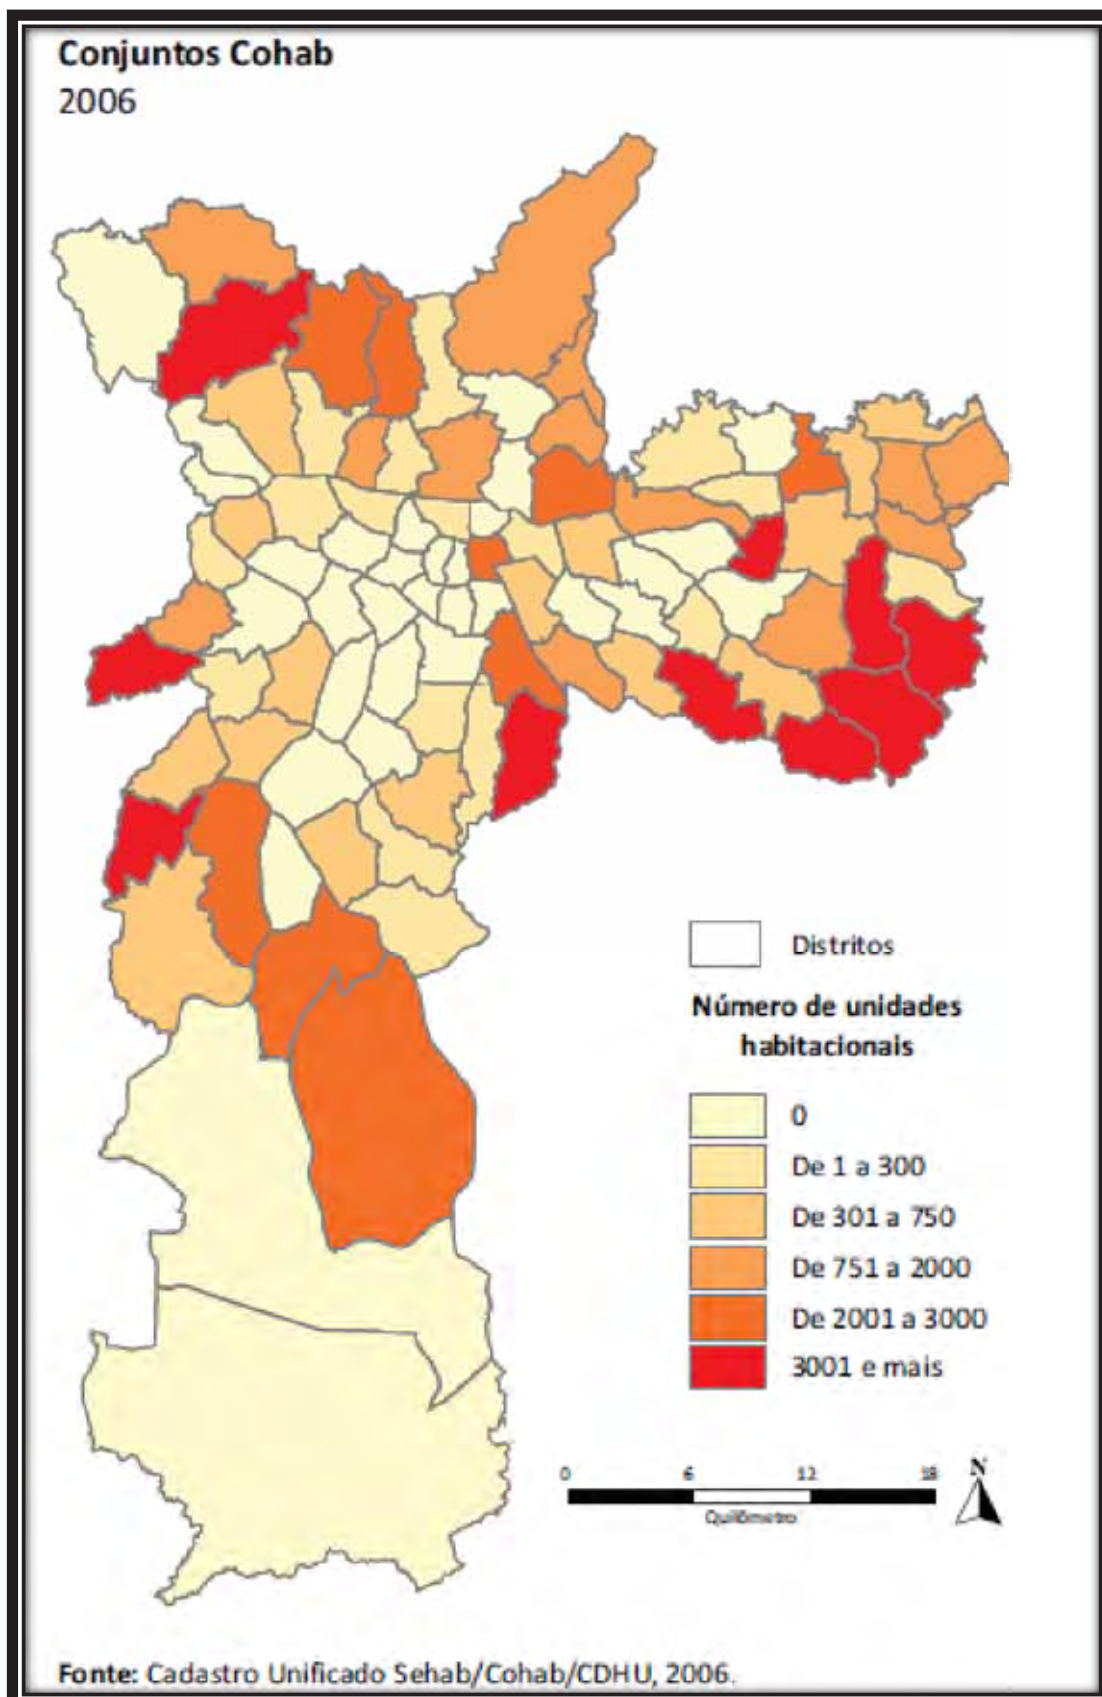 Conjuntos Cohab
2006
Distritos
Número de unidades
habitacionais
0
De 1 a 300
De 301 a 750
De 751 a 2000
De 2001 a 3000
3001 e mais
0 6 12 18
Quilômetro
N
Fonte: Cadastro Unificado Sehab/Cohab/CDHU, 2006.